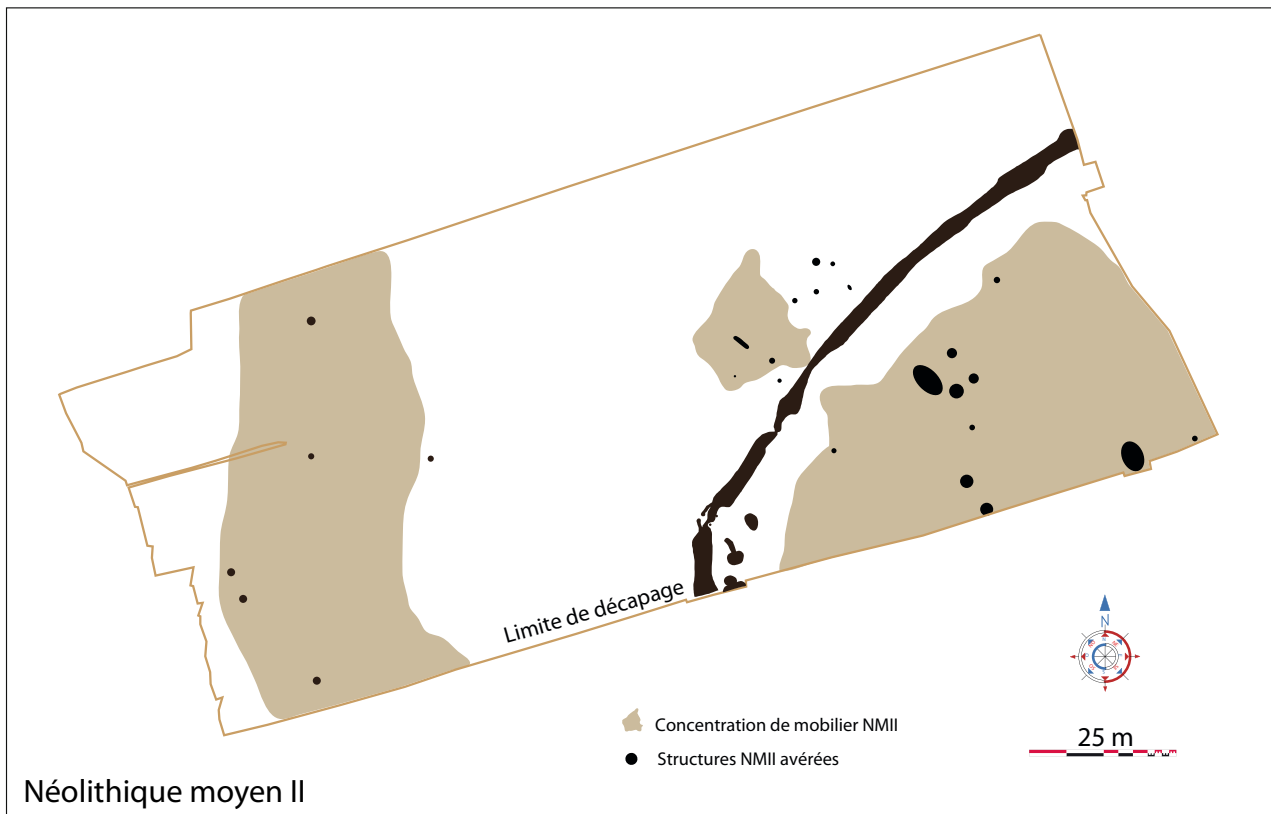 Limite de décapage
N
Concentration de mobilier NMII
Structures NMII avérées
25 m
Néolithique moyen II